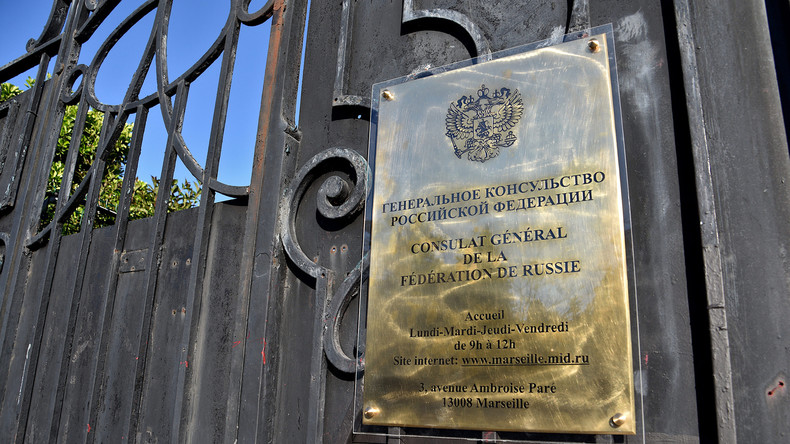 ГЕНЕРАЛЬНОЕ КОНСУЛЬСТВО
РОССИЙСКОЙ ФЕДЕРАЦИИ
CONSULAT GÉNÉRAL
DE LA
FÉDÉRATION DE RUSSIE
Accueil
Lundi-Mardi-Jeudi-Vendredi
de 9h à 12h
Site internet: www.marseille.mid.ru
3, avenue Ambroise Paré
13008 Marseille